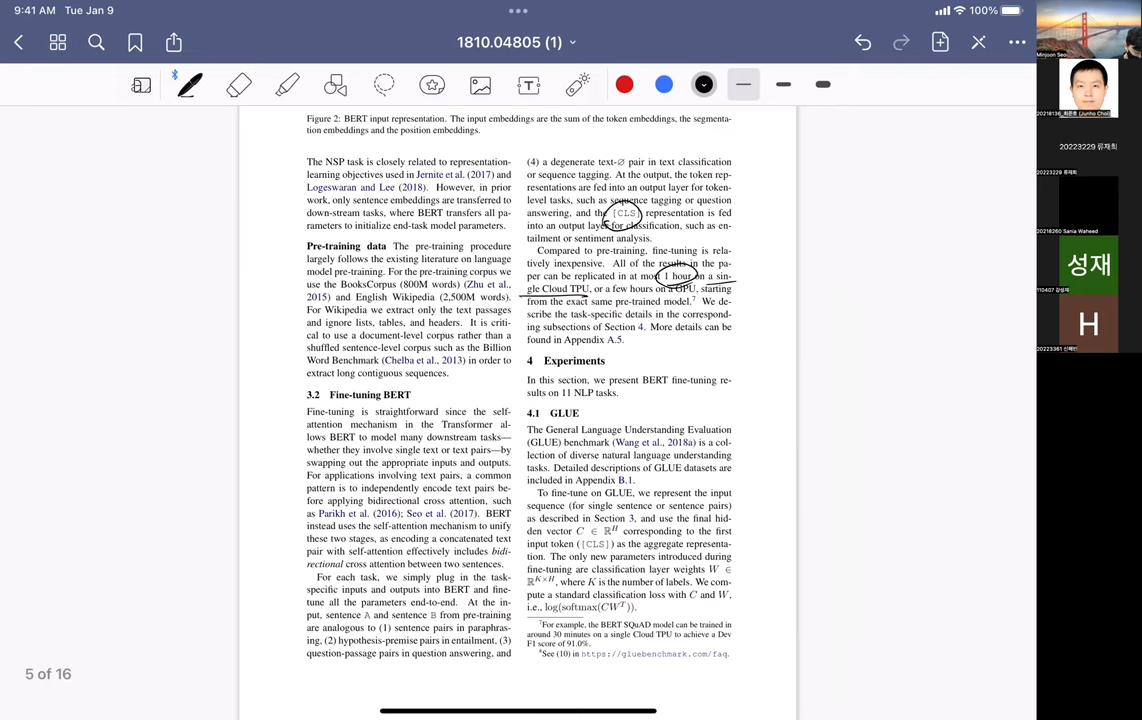 9:41 AM Tue Jan 9
100%
1810.04805 (1)
Figure 2: BERT input representation. The input embeddings are the sum of the token embeddings, the segmenta-
tion embeddings and the position embeddings.
The NSP task is closely related to representation-
learning objectives used in Jernite et al. (2017) and
Logeswaran and Lee (2018). However, in prior
work, only sentence embeddings are transferred to
down-stream tasks, where BERT transfers all pa-
rameters to initialize end-task model parameters.
Pre-training data The pre-training procedure
largely follows the existing literature on language
model pre-training. For the pre-training corpus we
use the BooksCorpus (800M words) (Zhu et al.,
2015) and English Wikipedia (2,500M words).
For Wikipedia we extract only the text passages
and ignore lists, tables, and headers. It is criti-
cal to use a document-level corpus rather than a
shuffled sentence-level corpus such as the Billion
Word Benchmark (Chelba et al., 2013) in order to
extract long contiguous sequences.
3.2 Fine-tuning BERT
Fine-tuning is straightforward since the self-
attention mechanism in the Transformer al-
lows BERT to model many downstream tasks—
whether they involve single text or text pairs—by
swapping out the appropriate inputs and outputs.
For applications involving text pairs, a common
pattern is to independently encode text pairs be-
fore applying bidirectional cross attention, such
as Parikh et al. (2016); Seo et al. (2017). BERT
instead uses the self-attention mechanism to unify
these two stages, as encoding a concatenated text
pair with self-attention effectively includes bidi-
rectional cross attention between two sentences.
For each task, we simply plug in the task-
specific inputs and outputs into BERT and fine-
tune all the parameters end-to-end. At the in-
put, sentence A and sentence B from pre-training
are analogous to (1) sentence pairs in paraphras-
ing, (2) hypothesis-premise pairs in entailment, (3)
question-passage pairs in question answering, and
(4) a degenerate text-∅ pair in text classification
or sequence tagging. At the output, the token rep-
resentations are fed into an output layer for token-
level tasks, such as sequence tagging or question
answering, and the [CLS] representation is fed
into an output layer for classification, such as en-
tailment or sentiment analysis.
Compared to pre-training, fine-tuning is rela-
tively inexpensive. All of the results in the pa-
per can be replicated in at most 1 hour on a sin-
gle Cloud TPU, or a few hours on a GPU, starting
from the exact same pre-trained model.⁷ We de-
scribe the task-specific details in the correspond-
ing subsections of Section 4. More details can be
found in Appendix A.5.
4 Experiments
In this section, we present BERT fine-tuning re-
sults on 11 NLP tasks.
4.1 GLUE
The General Language Understanding Evaluation
(GLUE) benchmark (Wang et al., 2018a) is a col-
lection of diverse natural language understanding
tasks. Detailed descriptions of GLUE datasets are
included in Appendix B.1.
To fine-tune on GLUE, we represent the input
sequence (for single sentence or sentence pairs)
as described in Section 3, and use the final hid-
den vector C ∈ ℝᴴ corresponding to the first
input token ([CLS]) as the aggregate representa-
tion. The only new parameters introduced during
fine-tuning are classification layer weights W ∈
ℝᴷˣᴴ, where K is the number of labels. We com-
pute a standard classification loss with C and W,
i.e., log(softmax(CWᵀ)).
⁷For example, the BERT SQuAD model can be trained in
around 30 minutes on a single Cloud TPU to achieve a Dev
F1 score of 91.0%.
⁸See (10) in https://gluebenchmark.com/faq.
5 of 16
Minjoon Seo
20218136_최준호 (Junho Choi)
20223229 류재희
20223229 류재희
20218260 Sania Waheed
성재
110407 김성재
H